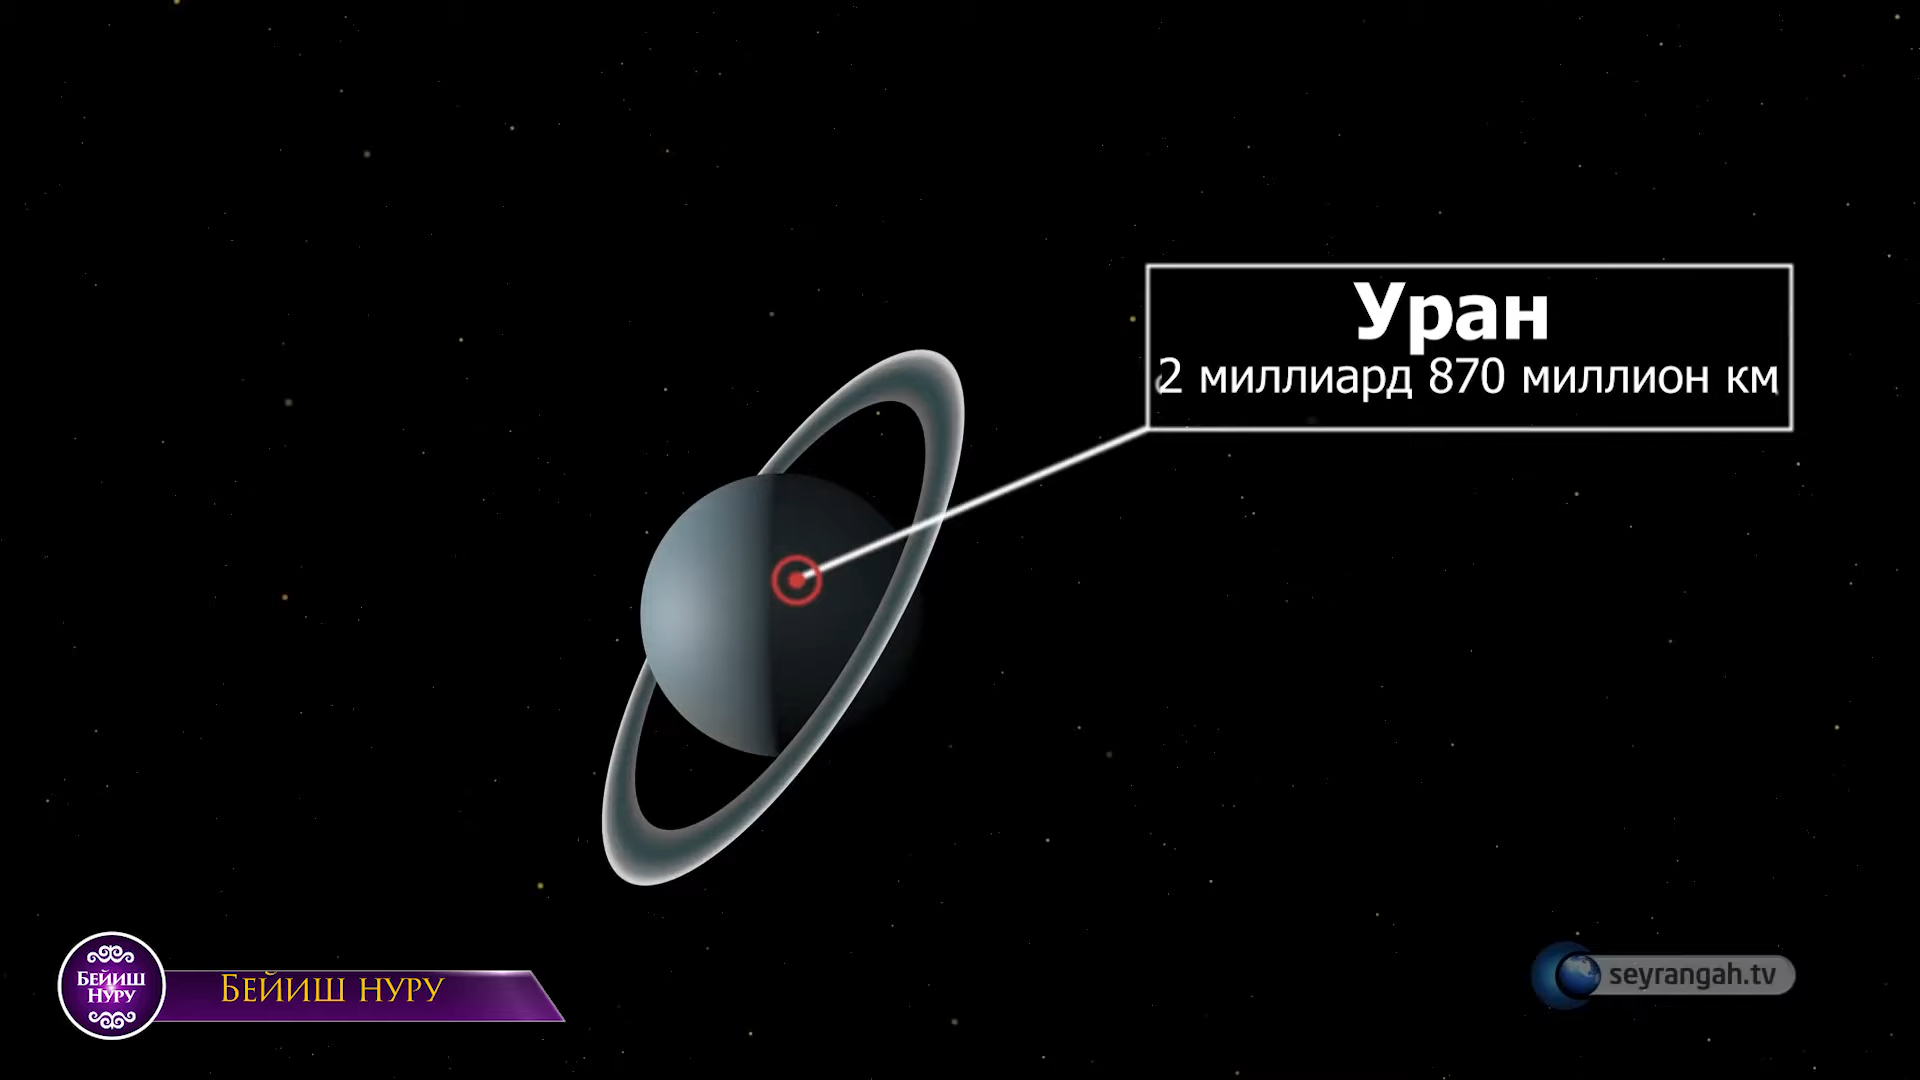 Уран
2 миллиард 870 миллион км
Бейиш
Нуру
Бейиш нуру
seyrangah.tv